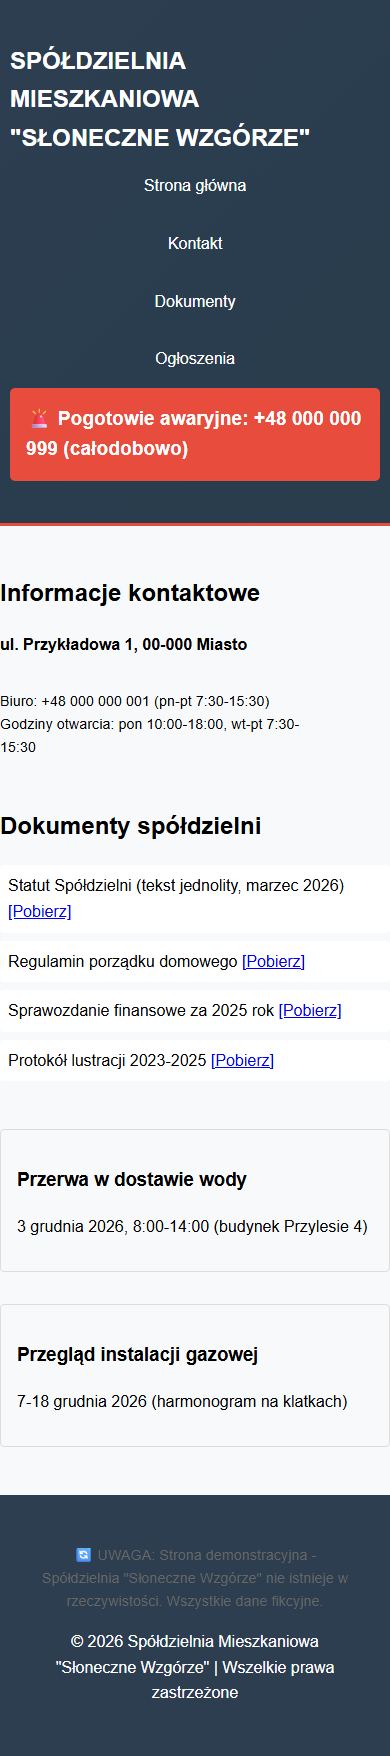 SPÓŁDZIELNIA
MIESZKANIOWA
"SŁONECZNE WZGÓRZE"
Strona główna
Kontakt
Dokumenty
Ogłoszenia
🚨 Pogotowie awaryjne: +48 000 000
999 (całodobowo)
Informacje kontaktowe
ul. Przykładowa 1, 00-000 Miasto
Biuro: +48 000 000 001 (pn-pt 7:30-15:30)
Godziny otwarcia: pon 10:00-18:00, wt-pt 7:30-
15:30
Dokumenty spółdzielni
Statut Spółdzielni (tekst jednolity, marzec 2026)
[Pobierz]
Regulamin porządku domowego [Pobierz]
Sprawozdanie finansowe za 2025 rok [Pobierz]
Protokół lustracji 2023-2025 [Pobierz]
Przerwa w dostawie wody
3 grudnia 2026, 8:00-14:00 (budynek Przylesie 4)
Przegląd instalacji gazowej
7-18 grudnia 2026 (harmonogram na klatkach)
🔄 UWAGA: Strona demonstracyjna -
Spółdzielnia "Słoneczne Wzgórze" nie istnieje w
rzeczywistości. Wszystkie dane fikcyjne.
© 2026 Spółdzielnia Mieszkaniowa
"Słoneczne Wzgórze" | Wszelkie prawa
zastrzeżone